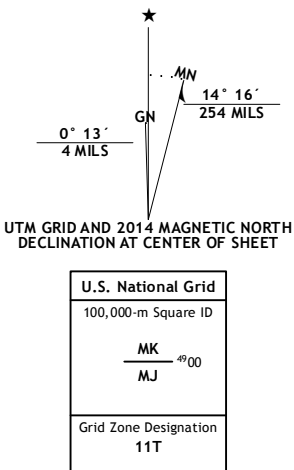 ★
MN
GN
0° 13´
4 MILS
14° 16´
254 MILS
UTM GRID AND 2014 MAGNETIC NORTH
DECLINATION AT CENTER OF SHEET
U.S. National Grid
100,000-m Square ID
MK
4900
MJ
Grid Zone Designation
11T